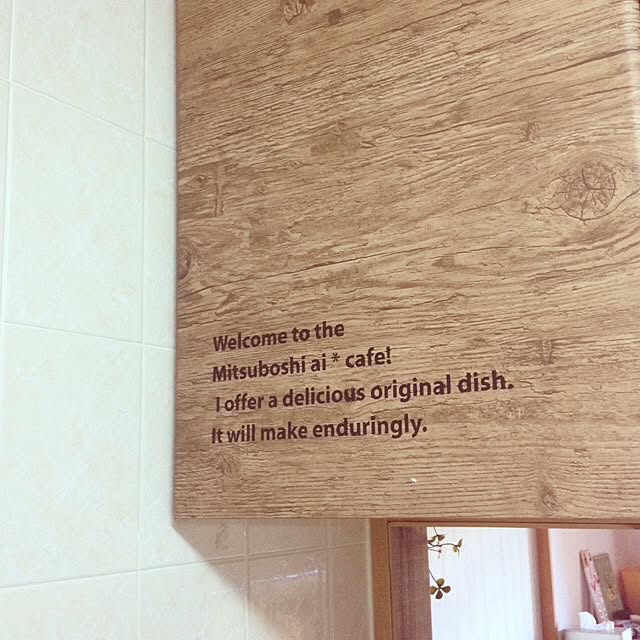 Welcome to the
Mitsuboshi ai * cafe!
I offer a delicious original dish.
It will make enduringly.